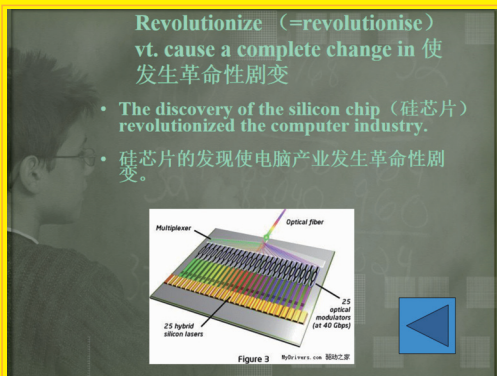 Revolutionize （=revolutionise）
vt. cause a complete change in 使
发生革命性剧变
• The discovery of the silicon chip（硅芯片）
revolutionized the computer industry.
• 硅芯片的发现使电脑产业发生革命性剧
变。
Optical fiber
Multiplexer
25
optical
modulators
(at 40 Gbps)
25 hybrid
silicon lasers
Figure 3
MyDrivers.com 驱动之家